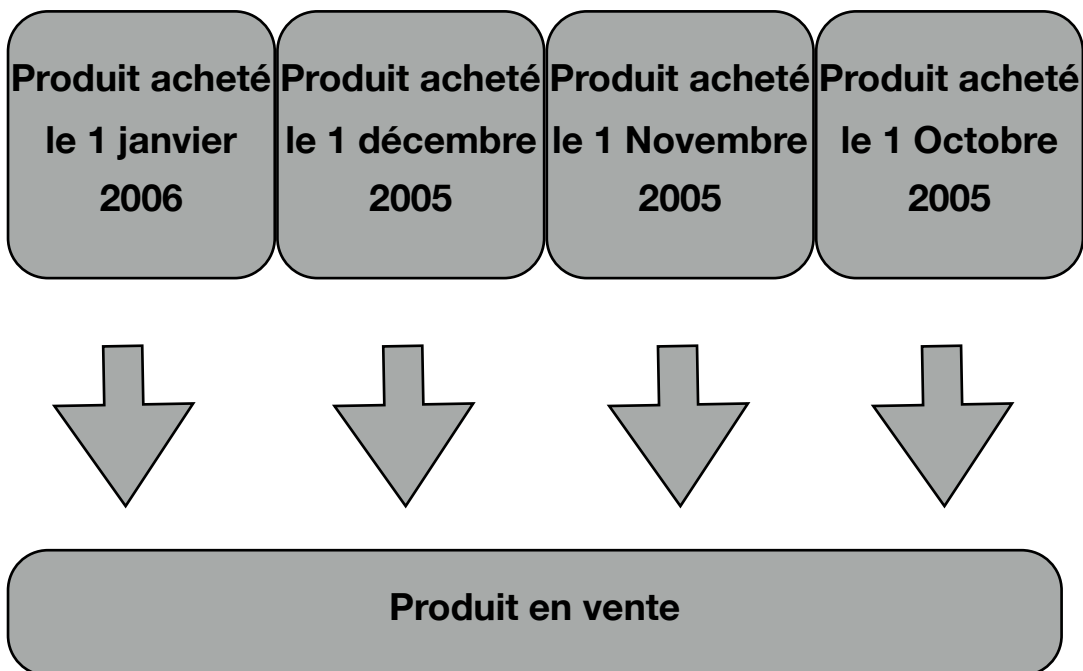 Produit acheté
le 1 janvier
2006
Produit acheté
le 1 décembre
2005
Produit acheté
le 1 Novembre
2005
Produit acheté
le 1 Octobre
2005
Produit en vente